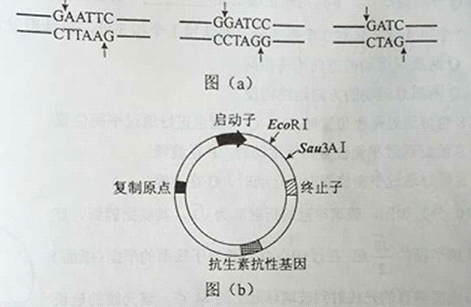 GAATTC GGATCC GATC
CTTAAG CCTAGG CTAG
图（a）
启动子
EcoRⅠ
Sau3AⅠ
复制原点
终止子
抗生素抗性基因
图（b）